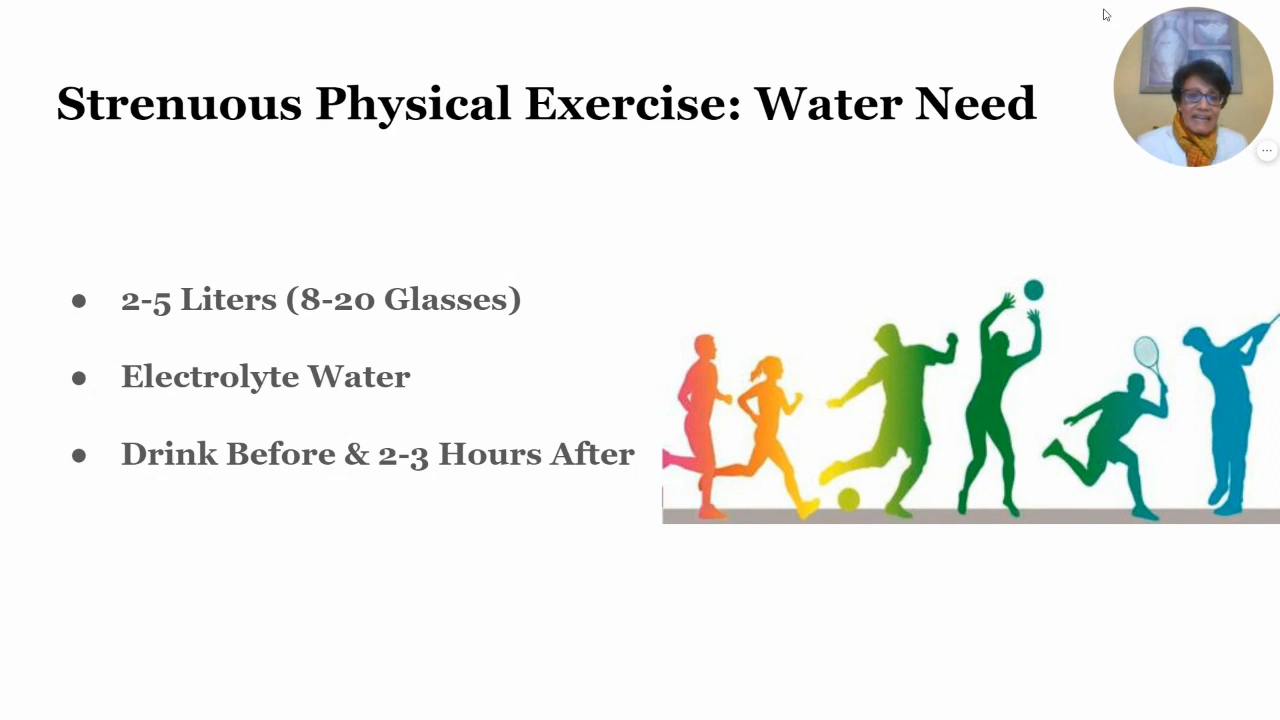 Strenuous Physical Exercise: Water Need
● 2-5 Liters (8-20 Glasses)
● Electrolyte Water
● Drink Before & 2-3 Hours After